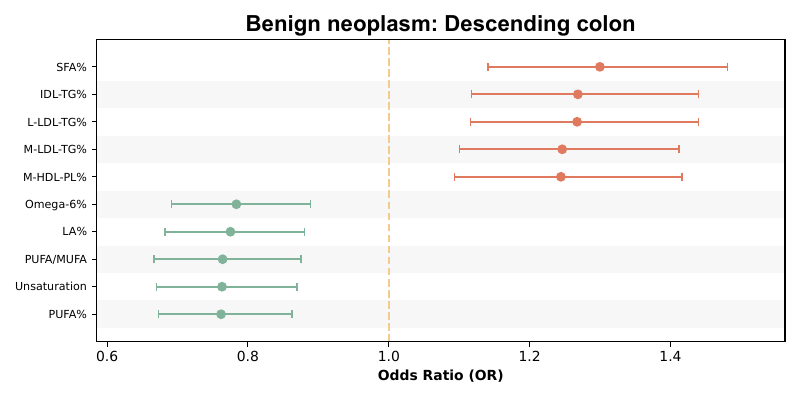 Benign neoplasm: Descending colon
SFA%
IDL-TG%
L-LDL-TG%
M-LDL-TG%
M-HDL-PL%
Omega-6%
LA%
PUFA/MUFA
Unsaturation
PUFA%
0.6 0.8 1.0 1.2 1.4
Odds Ratio (OR)